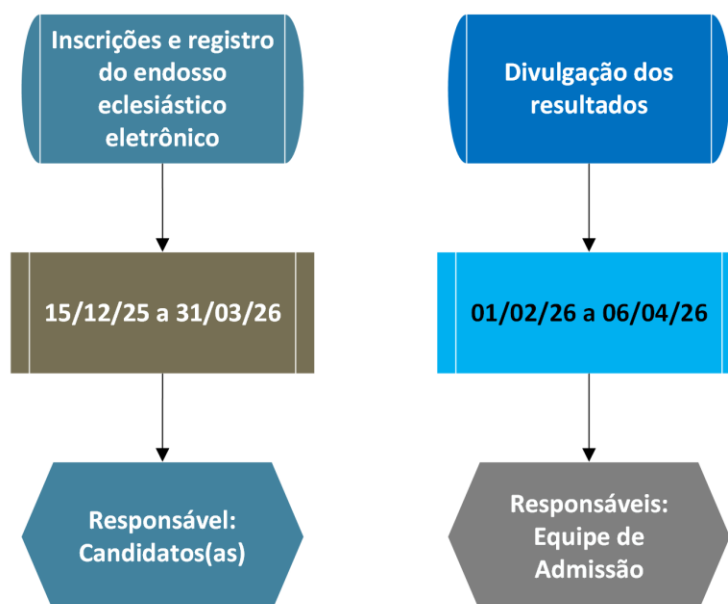 Inscrições e registro
do endosso
eclesiástico
eletrônico
15/12/25 a 31/03/26
Responsável:
Candidatos(as)
Divulgação dos
resultados
01/02/26 a 06/04/26
Responsáveis:
Equipe de
Admissão